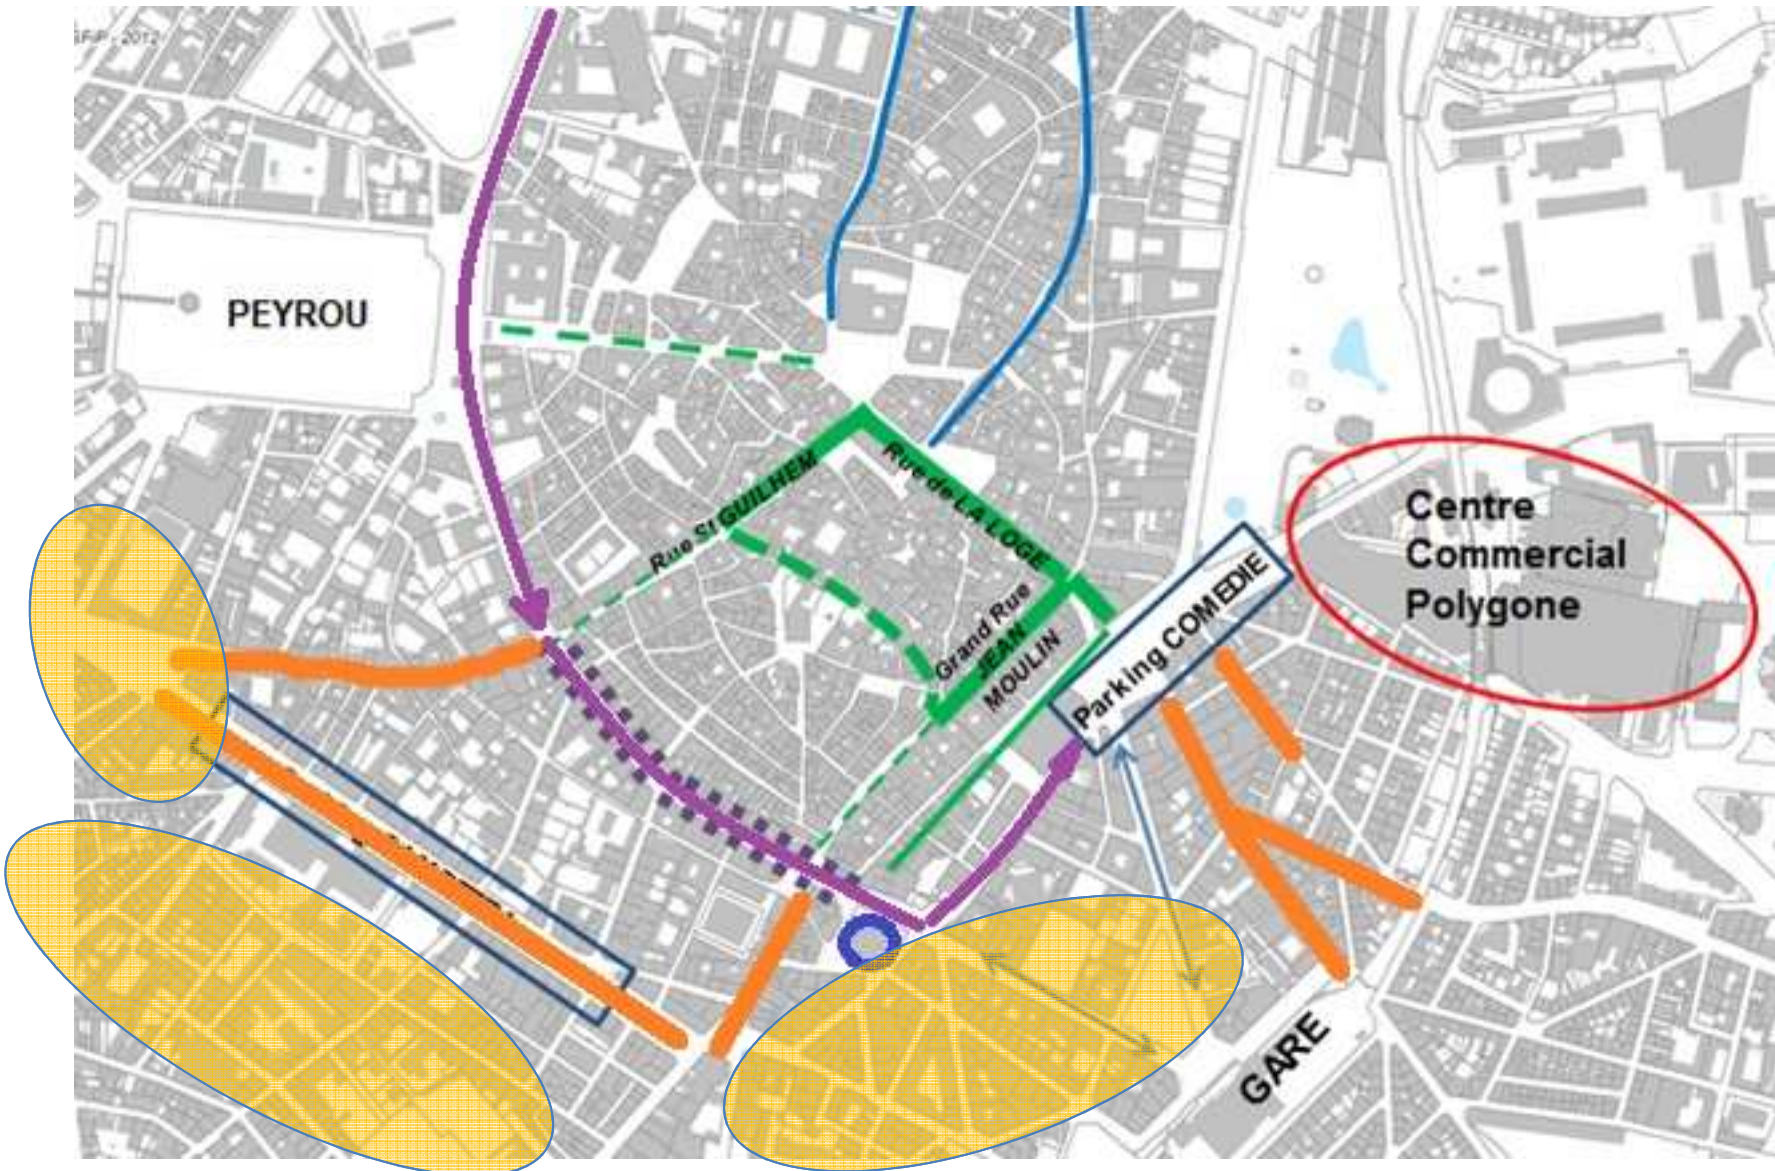 PEYROU
Rue St GUILHEM
Rue de LA LOGE
Grand Rue
JEAN
MOULIN
Parking COMEDIE
Centre
Commercial
Polygone
GARE